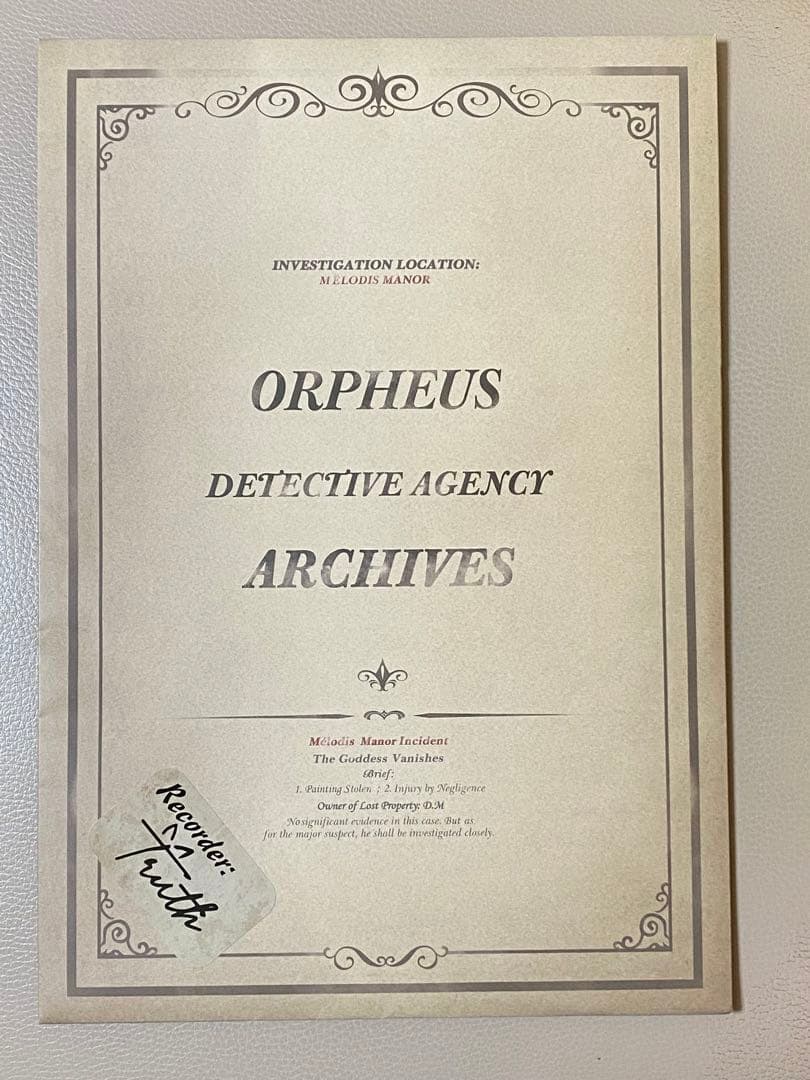 INVESTIGATION LOCATION:
MÉLODIS MANOR
ORPHEUS
DETECTIVE AGENCY
ARCHIVES
Mélodis Manor Incident
The Goddess Vanishes
Brief:
1. Painting Stolen ; 2. Injury by Negligence
Owner of Lost Property: D.M
No significant evidence in this case. But as
for the major suspect, he shall be investigated closely.
Recorder:
Truth